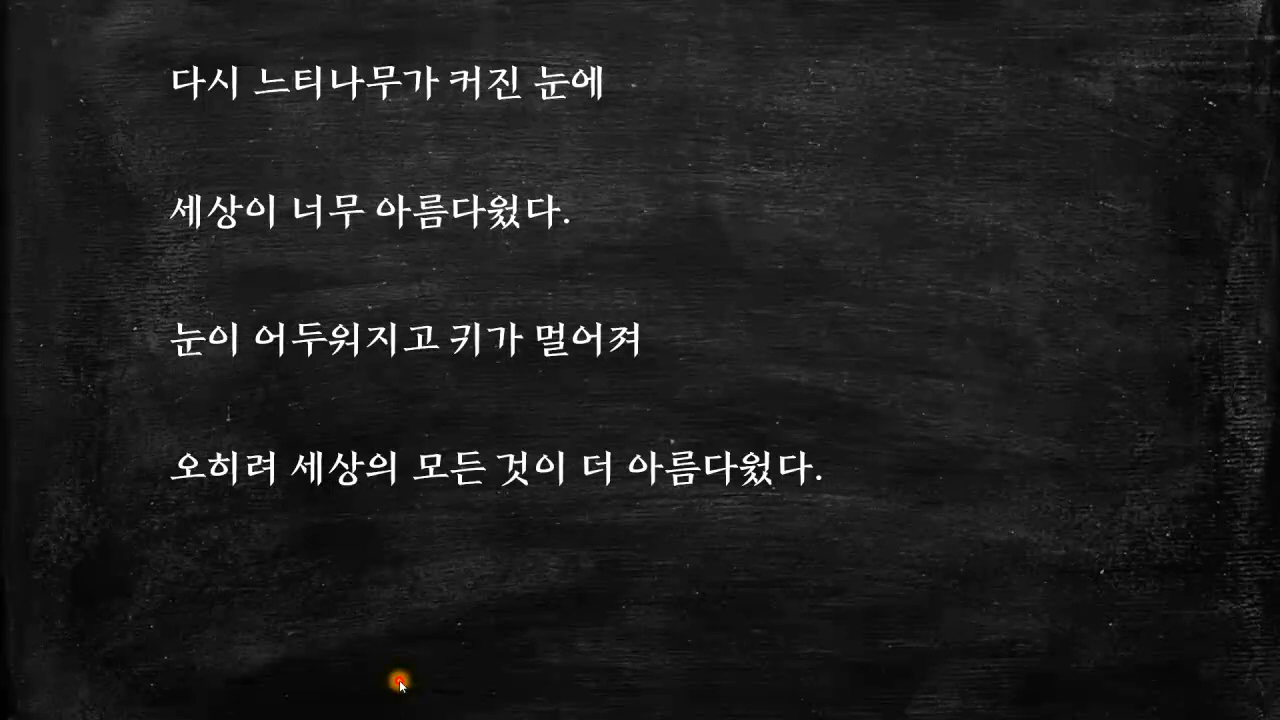 다시 느티나무가 커진 눈에
세상이 너무 아름다웠다.
눈이 어두워지고 키가 멀어져
오히려 세상의 모든 것이 더 아름다웠다.